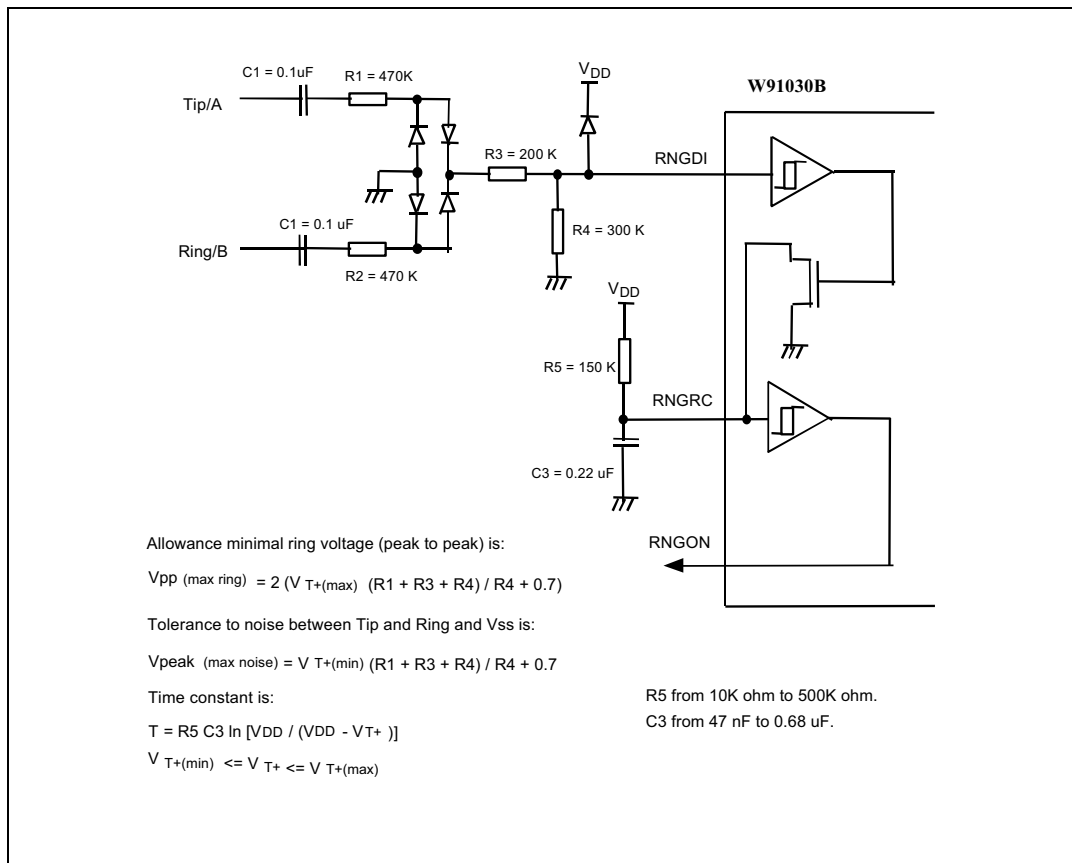 C1 = 0.1uF
R1 = 470K
VDD
W91030B
Tip/A
R3 = 200 K
RNGDI
C1 = 0.1 uF
R4 = 300 K
Ring/B
R2 = 470 K
VDD
R5 = 150 K
RNGRC
C3 = 0.22 uF
RNGON
Allowance minimal ring voltage (peak to peak) is:
Vpp (max ring) = 2 (V T+(max) (R1 + R3 + R4) / R4 + 0.7)
Tolerance to noise between Tip and Ring and Vss is:
Vpeak (max noise) = V T+(min) (R1 + R3 + R4) / R4 + 0.7
Time constant is:
T = R5 C3 ln [VDD / (VDD - VT+ )]
V T+(min) <= V T+ <= V T+(max)
R5 from 10K ohm to 500K ohm.
C3 from 47 nF to 0.68 uF.